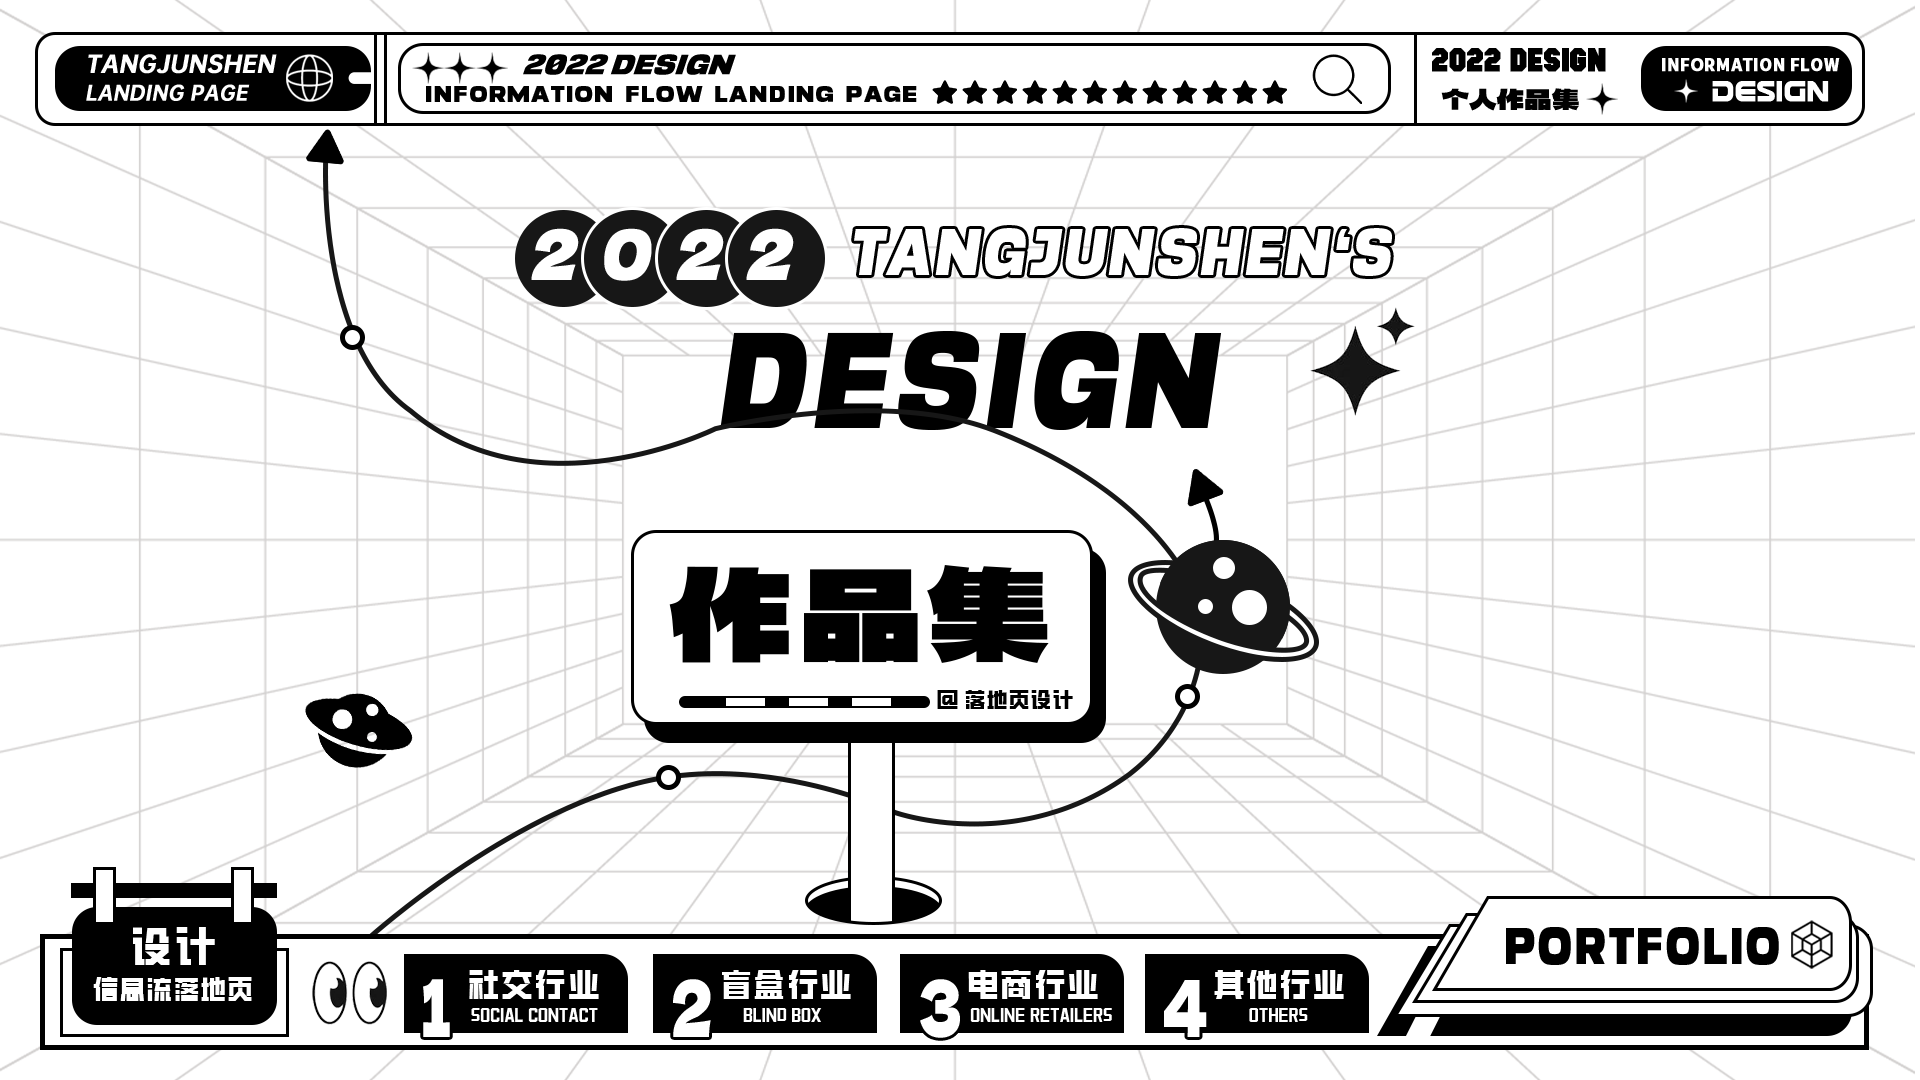 TANGJUNSHEN
LANDING PAGE
2022 DESIGN
INFORMATION FLOW LANDING PAGE
2022 DESIGN
个人作品集
INFORMATION FLOW
DESIGN
2022 TANGJUNSHEN‘S
DESIGN
作品集
@ 落地页设计
设计
信息流落地页
1 社交行业
SOCIAL CONTACT
2 盲盒行业
BLIND BOX
3 电商行业
ONLINE RETAILERS
4 其他行业
OTHERS
PORTFOLIO